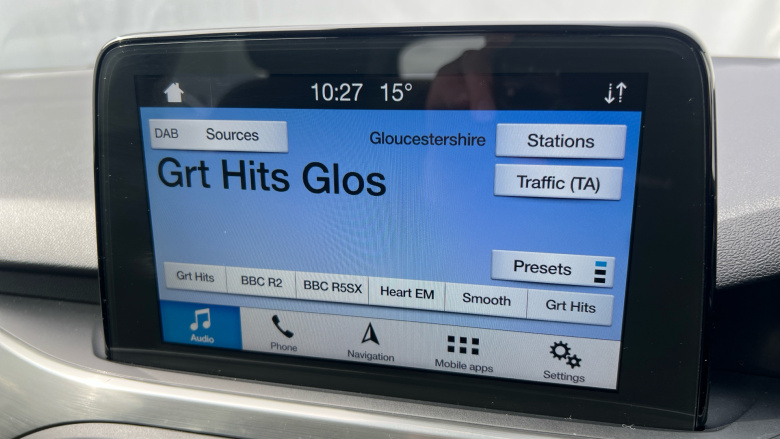 10:27 15°
DAB Sources
Gloucestershire
Stations
Grt Hits Glos
Traffic (TA)
Presets
Grt Hits
BBC R2
BBC R5SX
Heart EM
Smooth
Grt Hits
Audio
Phone
Navigation
Mobile apps
Settings